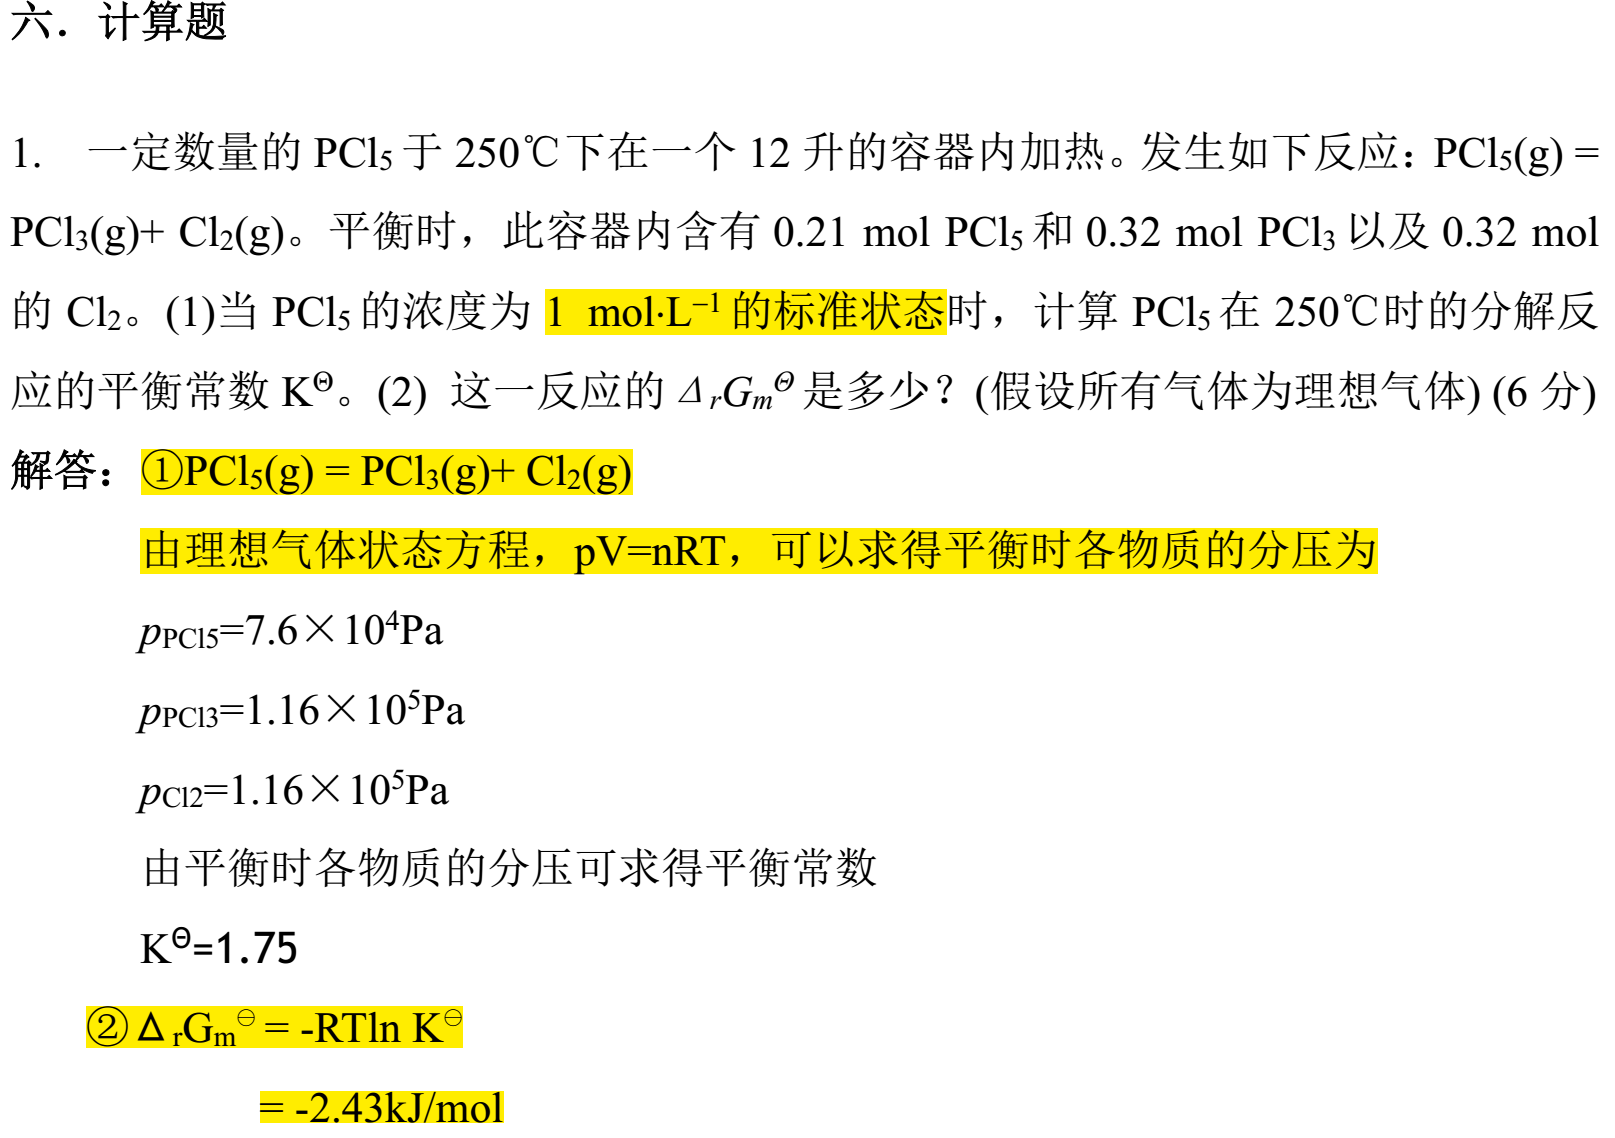 六．计算题
1. 一定数量的 PCl₅ 于 250℃下在一个 12 升的容器内加热。发生如下反应：PCl₅(g) =
PCl₃(g)+ Cl₂(g)。平衡时，此容器内含有 0.21 mol PCl₅ 和 0.32 mol PCl₃ 以及 0.32 mol
的 Cl₂。(1)当 PCl₅ 的浓度为 1 mol·L⁻¹ 的标准状态时，计算 PCl₅ 在 250℃时的分解反
应的平衡常数 K^Θ。(2) 这一反应的 ΔᵣGₘ^Θ 是多少？(假设所有气体为理想气体) (6 分)
解答：①PCl₅(g) = PCl₃(g)+ Cl₂(g)
由理想气体状态方程，pV=nRT，可以求得平衡时各物质的分压为
pPCl5=7.6×10⁴Pa
pPCl3=1.16×10⁵Pa
pCl2=1.16×10⁵Pa
由平衡时各物质的分压可求得平衡常数
K^Θ=1.75
②ΔᵣGₘ^⊖ = -RTln K^⊖
= -2.43kJ/mol